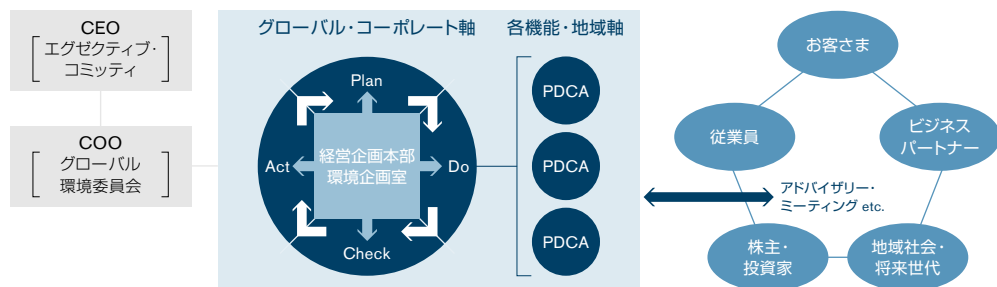 CEO
エグゼクティブ・
コミッティ
COO
グローバル
環境委員会
グローバル・コーポレート軸
Plan
Act
経営企画本部
環境企画室
Do
Check
各機能・地域軸
PDCA
PDCA
PDCA
アドバイザリー・
ミーティング etc.
お客さま
従業員
ビジネス
パートナー
株主・
投資家
地域社会・
将来世代